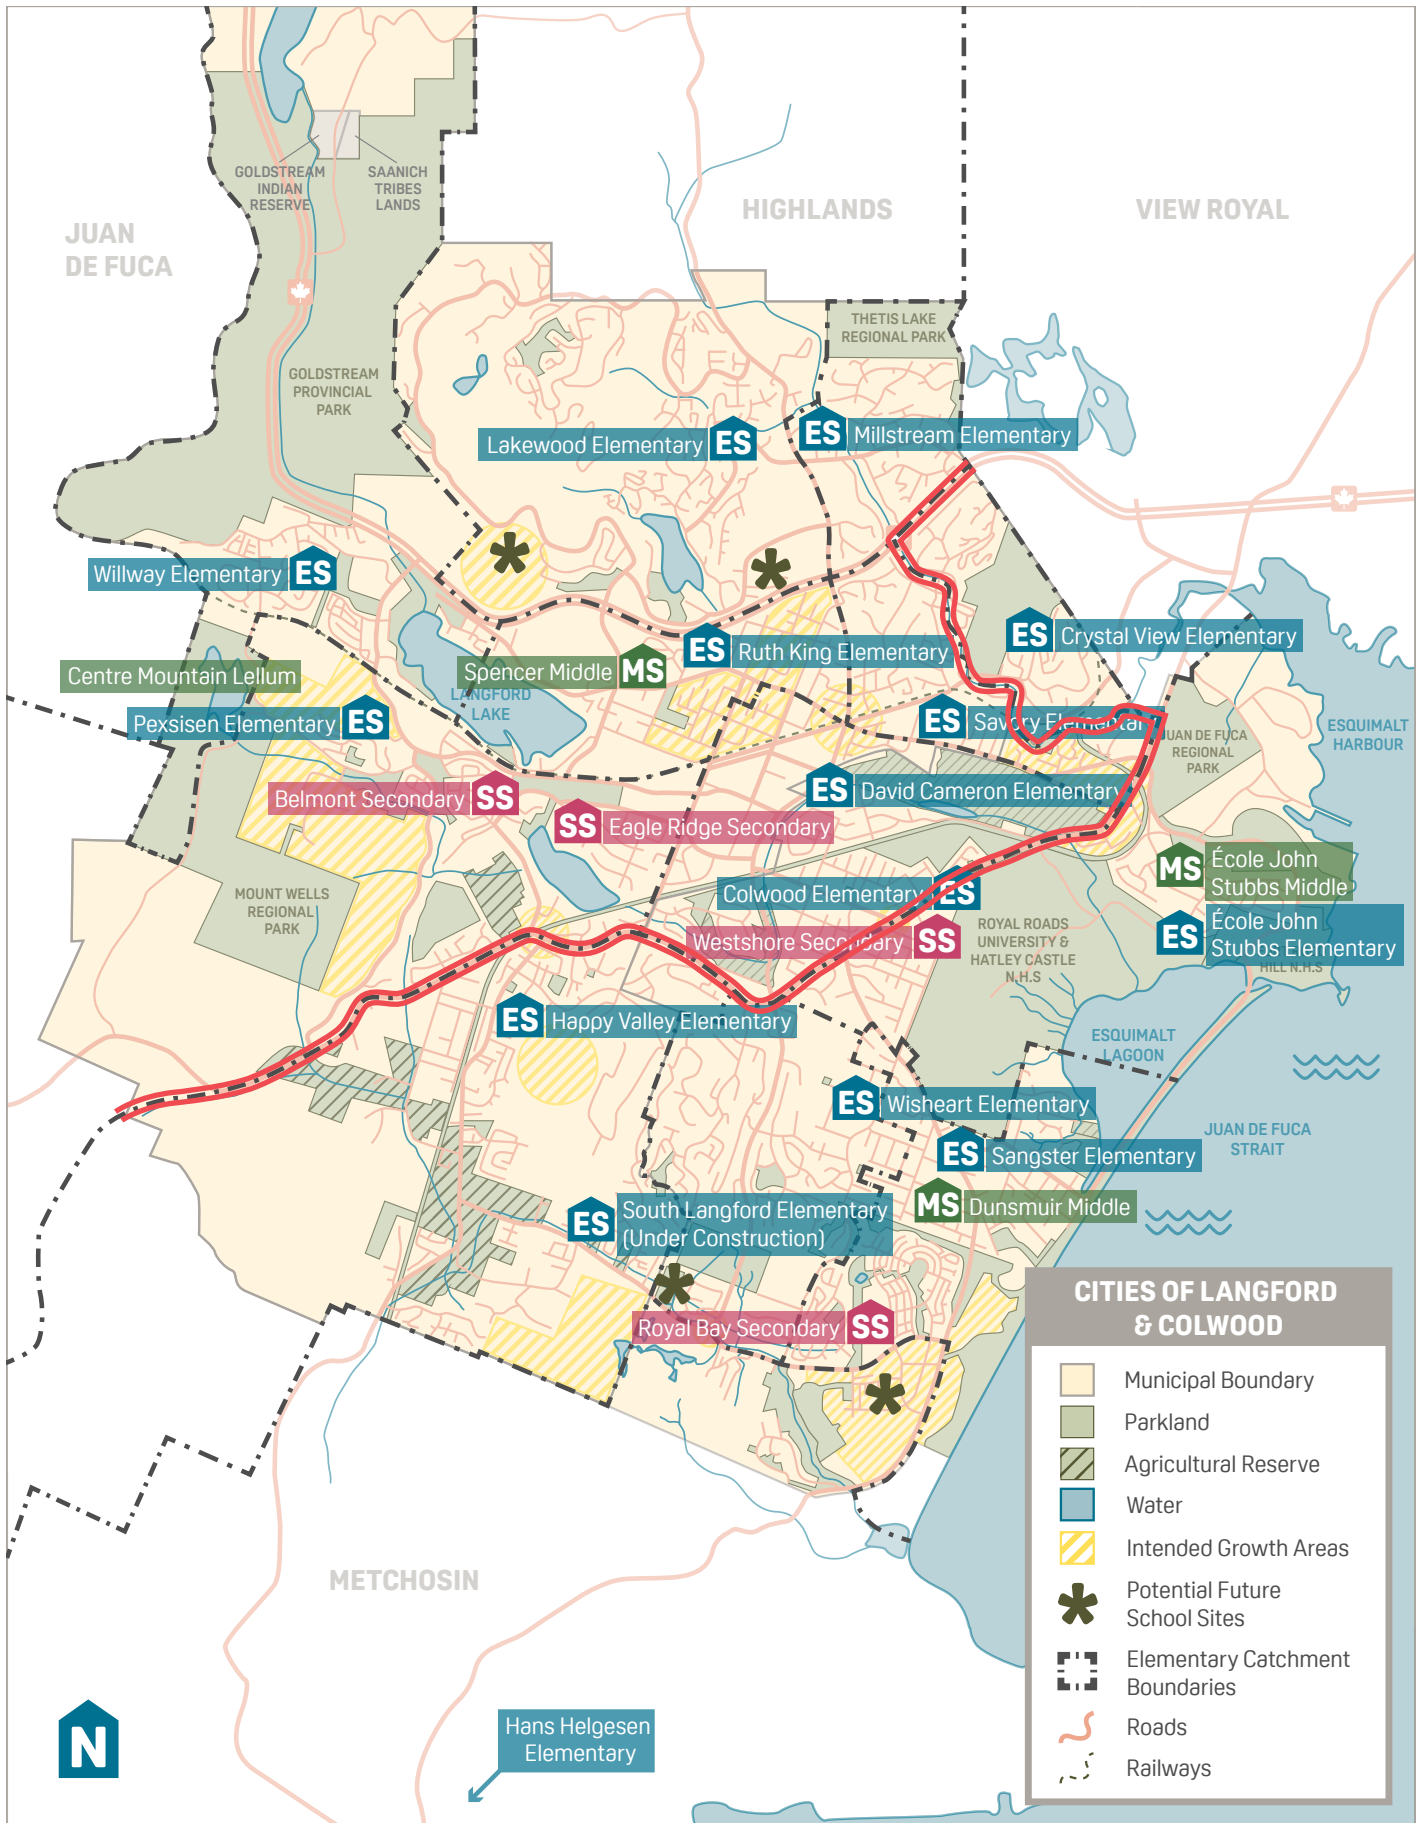 GOLDSTREAM
INDIAN
RESERVE
SAANICH
TRIBES
LANDS
HIGHLANDS
VIEW ROYAL
JUAN
DE FUCA
THETIS LAKE
REGIONAL PARK
GOLDSTREAM
PROVINCIAL
PARK
Lakewood Elementary
ES
ES
Millstream Elementary
Willway Elementary
ES
ES
Crystal View Elementary
ES
Ruth King Elementary
Spencer Middle
MS
Centre Mountain Lellum
LANGFORD
LAKE
Pexsisen Elementary
ES
ES
Savory Elementary
JUAN DE FUCA
REGIONAL
PARK
ESQUIMALT
HARBOUR
Belmont Secondary
SS
ES
David Cameron Elementary
SS
Eagle Ridge Secondary
MS
École John
Stubbs Middle
MOUNT WELLS
REGIONAL
PARK
Colwood Elementary
ES
Westshore Secondary
SS
ROYAL ROADS
UNIVERSITY &
HATLEY CASTLE
N.H.S
ES
École John
Stubbs Elementary
HILL N.H.S
ES
Happy Valley Elementary
ESQUIMALT
LAGOON
ES
Wisheart Elementary
JUAN DE FUCA
STRAIT
ES
Sangster Elementary
MS
Dunsmuir Middle
ES
South Langford Elementary
(Under Construction)
Royal Bay Secondary
SS
METCHOSIN
Hans Helgesen
Elementary
N
CITIES OF LANGFORD
& COLWOOD
Municipal Boundary
Parkland
Agricultural Reserve
Water
Intended Growth Areas
Potential Future
School Sites
Elementary Catchment
Boundaries
Roads
Railways